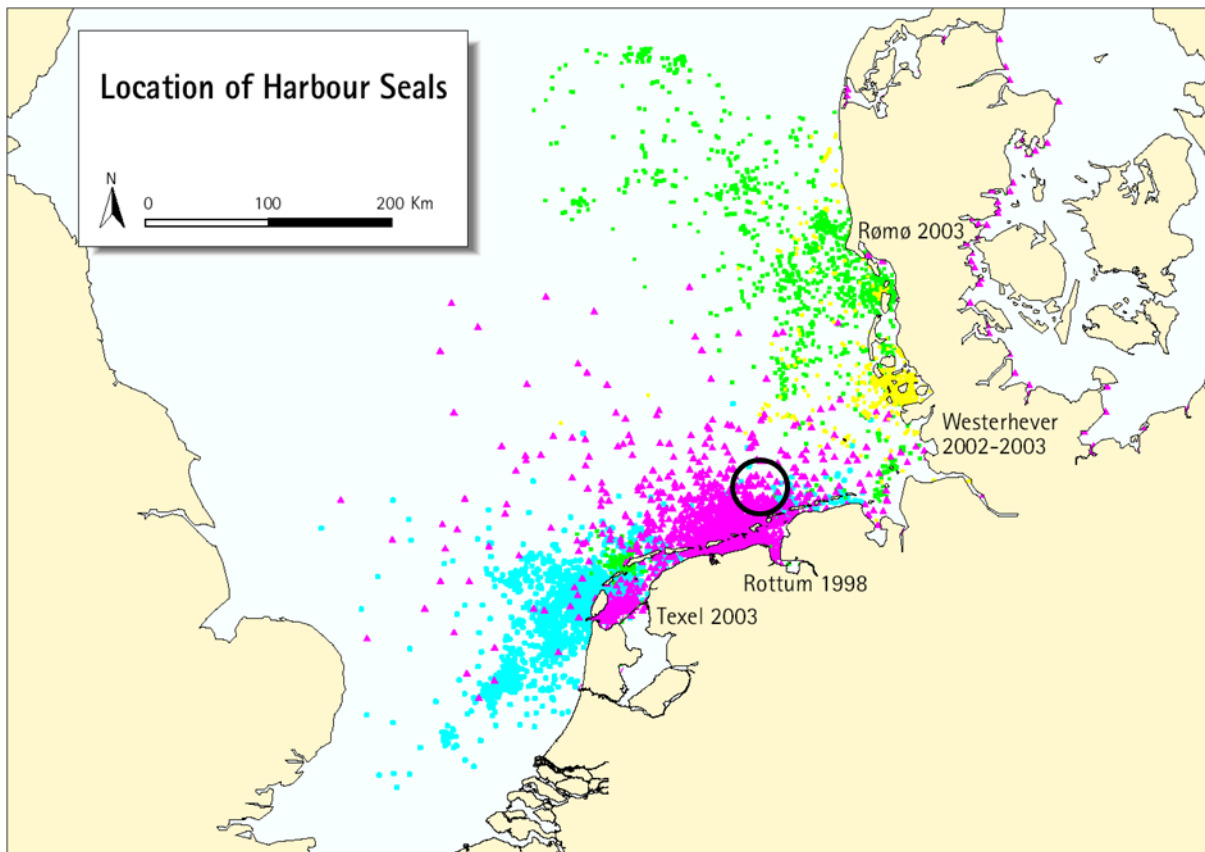 Location of Harbour Seals
N
0 100 200 Km
Rømø 2003
Westerhever
2002-2003
Rottum 1998
Texel 2003